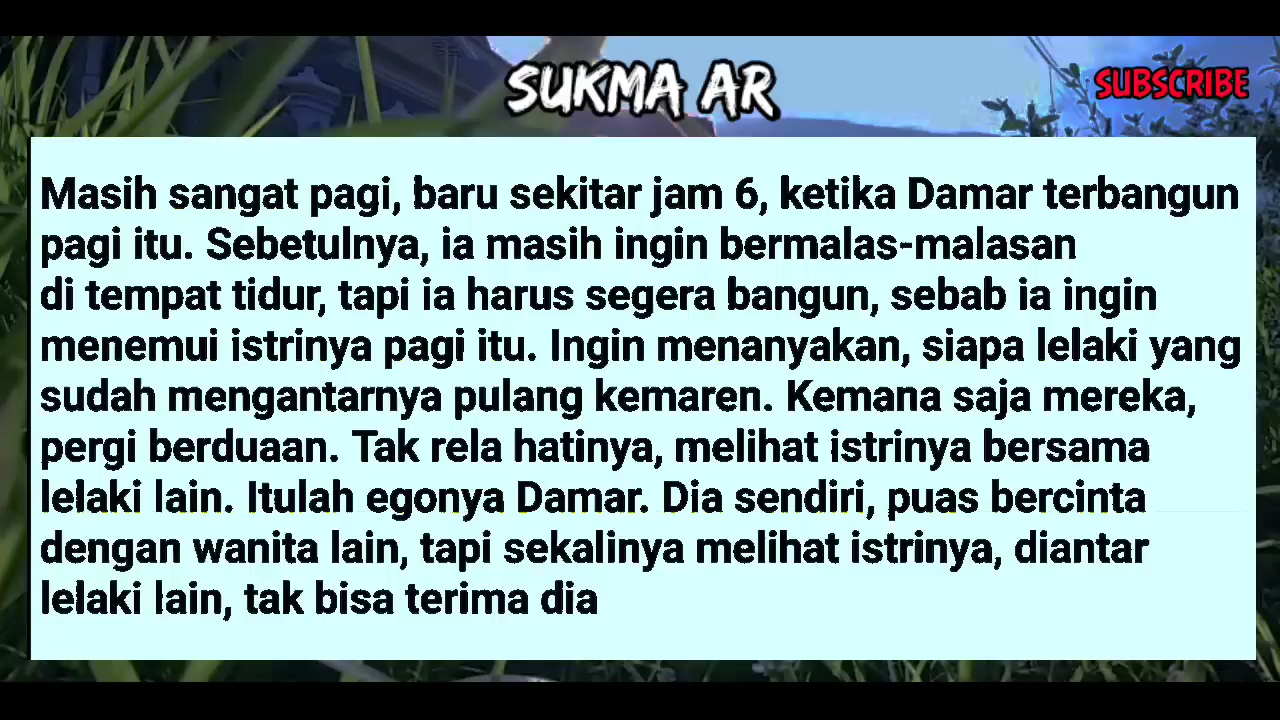 SUKMA AR
SUBSCRIBE
Masih sangat pagi, baru sekitar jam 6, ketika Damar terbangun
pagi itu. Sebetulnya, ia masih ingin bermalas-malasan
di tempat tidur, tapi ia harus segera bangun, sebab ia ingin
menemui istrinya pagi itu. Ingin menanyakan, siapa lelaki yang
sudah mengantarnya pulang kemaren. Kemana saja mereka,
pergi berduaan. Tak rela hatinya, melihat istrinya bersama
lelaki lain. Itulah egonya Damar. Dia sendiri, puas bercinta
dengan wanita lain, tapi sekalinya melihat istrinya, diantar
lelaki lain, tak bisa terima dia